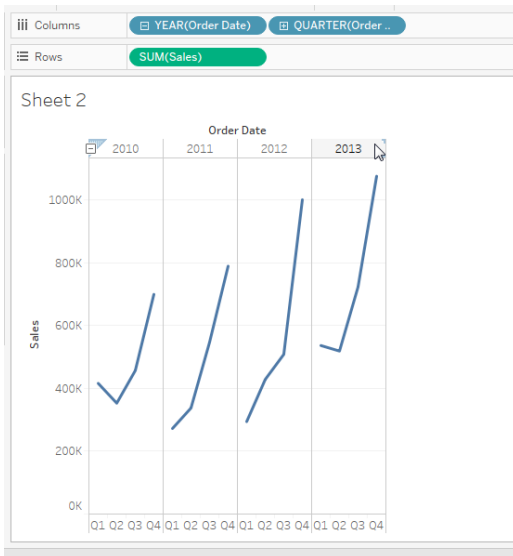 Columns YEAR(Order Date) QUARTER(Order ..
Rows SUM(Sales)
Sheet 2
Order Date
2010 2011 2012 2013
1000K
800K
600K
400K
200K
0K
Sales
Q1 Q2 Q3 Q4 Q1 Q2 Q3 Q4 Q1 Q2 Q3 Q4 Q1 Q2 Q3 Q4